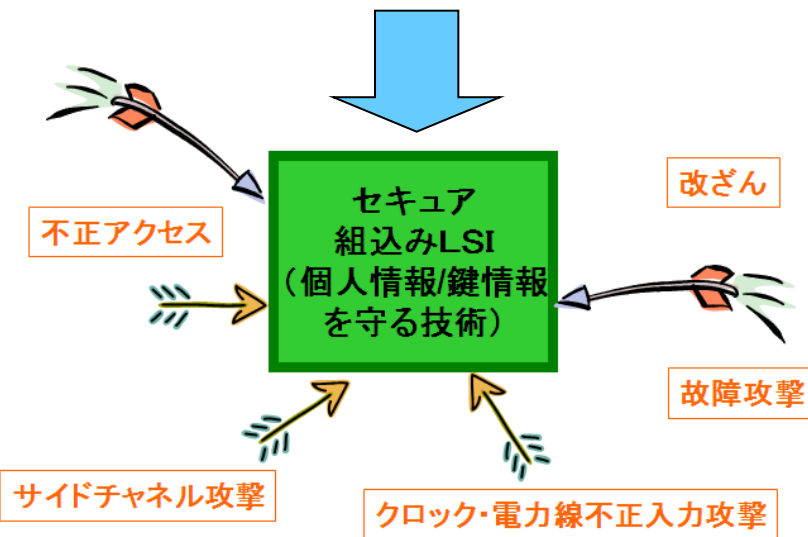 セキュア
組込みLSI
（個人情報/鍵情報
を守る技術）
改ざん
不正アクセス
故障攻撃
サイドチャネル攻撃
クロック・電力線不正入力攻撃